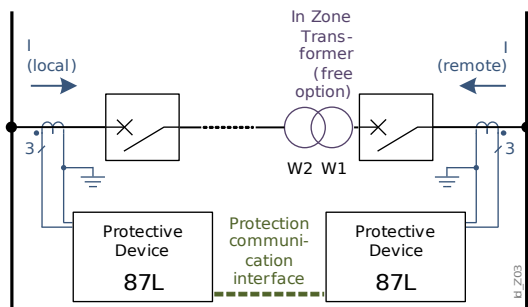 I
(local)
In Zone
Trans-
former
(free
option)
I
(remote)
3
W2 W1
3
Protective
Device
87L
Protection
communi-
cation
interface
Protective
Device
87L